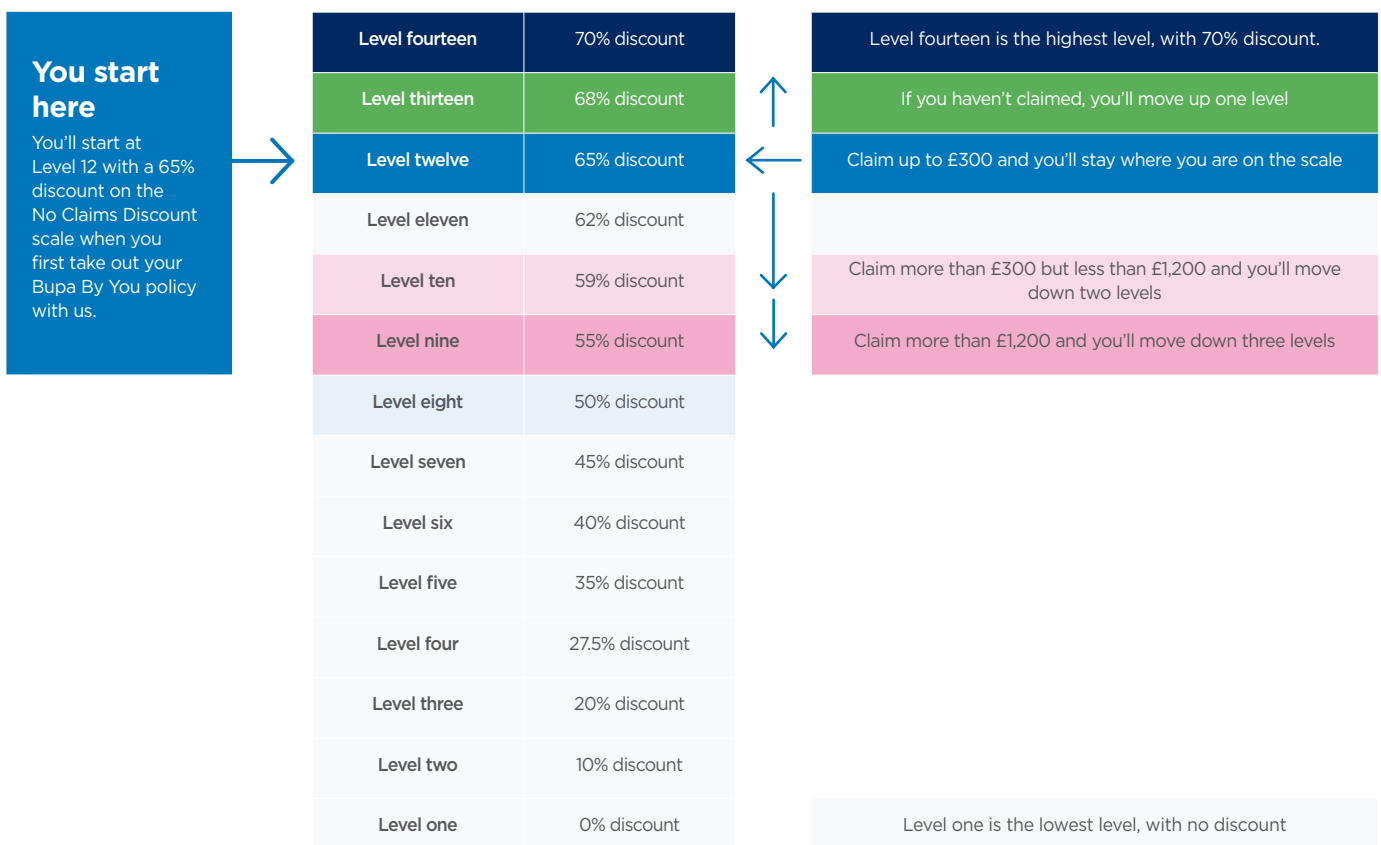 You start
here
You’ll start at
Level 12 with a 65%
discount on the
No Claims Discount
scale when you
first take out your
Bupa By You policy
with us.
Level fourteen 70% discount Level fourteen is the highest level, with 70% discount.
Level thirteen 68% discount If you haven’t claimed, you’ll move up one level
Level twelve 65% discount Claim up to £300 and you’ll stay where you are on the scale
Level eleven 62% discount
Level ten 59% discount Claim more than £300 but less than £1,200 and you’ll move
down two levels
Level nine 55% discount Claim more than £1,200 and you’ll move down three levels
Level eight 50% discount
Level seven 45% discount
Level six 40% discount
Level five 35% discount
Level four 27.5% discount
Level three 20% discount
Level two 10% discount
Level one 0% discount Level one is the lowest level, with no discount